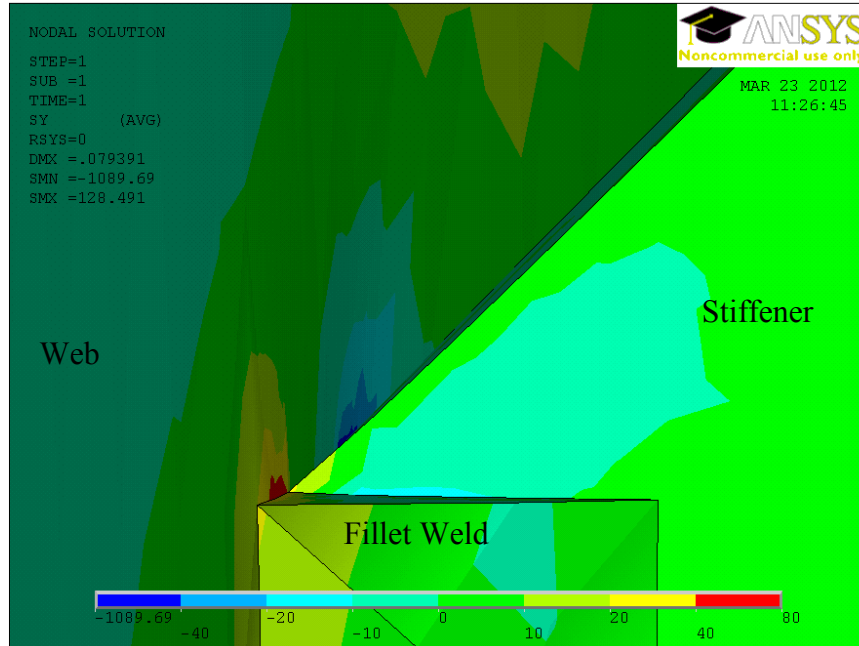 NODAL SOLUTION
STEP=1
SUB =1
TIME=1
SY (AVG)
RSYS=0
DMX =.079391
SMN =-1089.69
SMX =128.491
ANSYS
Noncommercial use only
MAR 23 2012
11:26:45
Stiffener
Web
Fillet Weld
-1089.69 -20 0 20 80
-40 -10 10 40